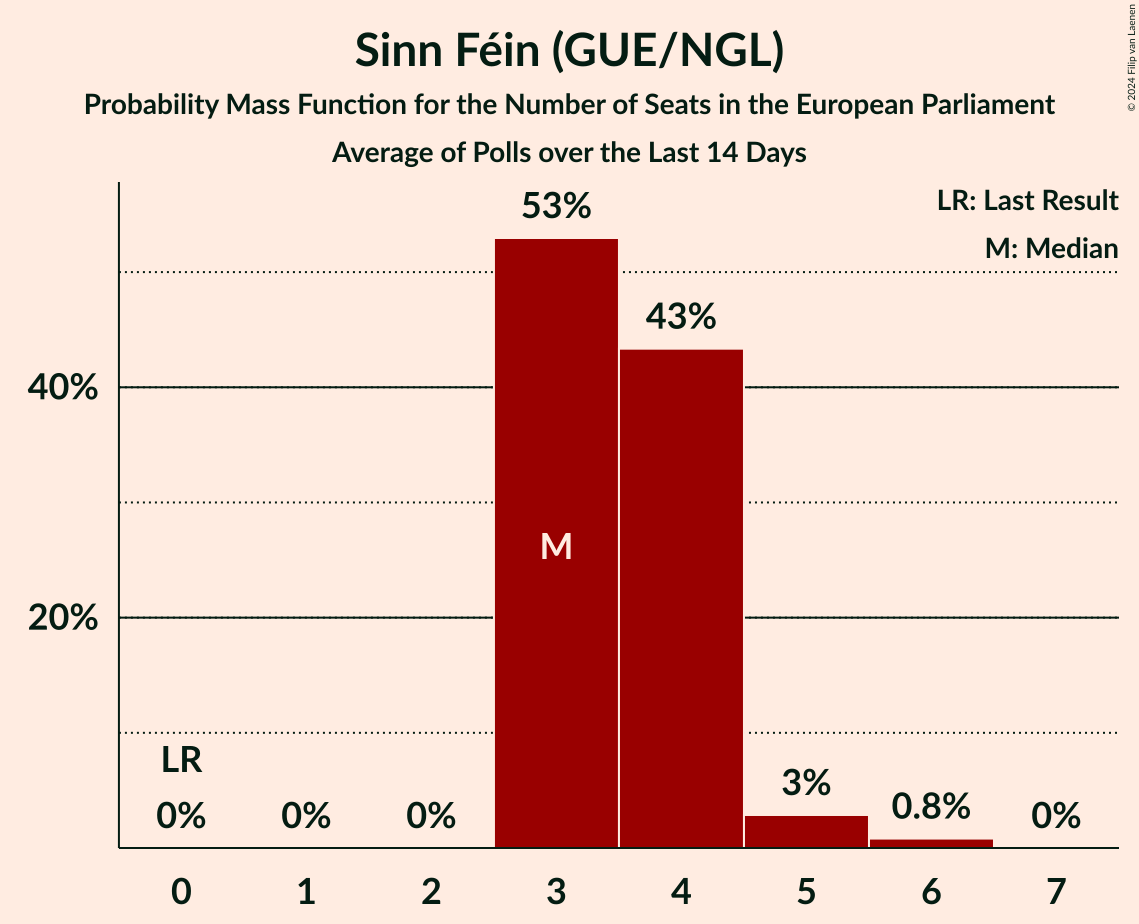 Sinn Féin (GUE/NGL)
Probability Mass Function for the Number of Seats in the European Parliament
Average of Polls over the Last 14 Days
© 2024 Filip van Laenen
LR: Last Result
M: Median
53%
43%
40%
M
20%
LR
0%
0%
0%
3%
0.8%
0%
0
1
2
3
4
5
6
7